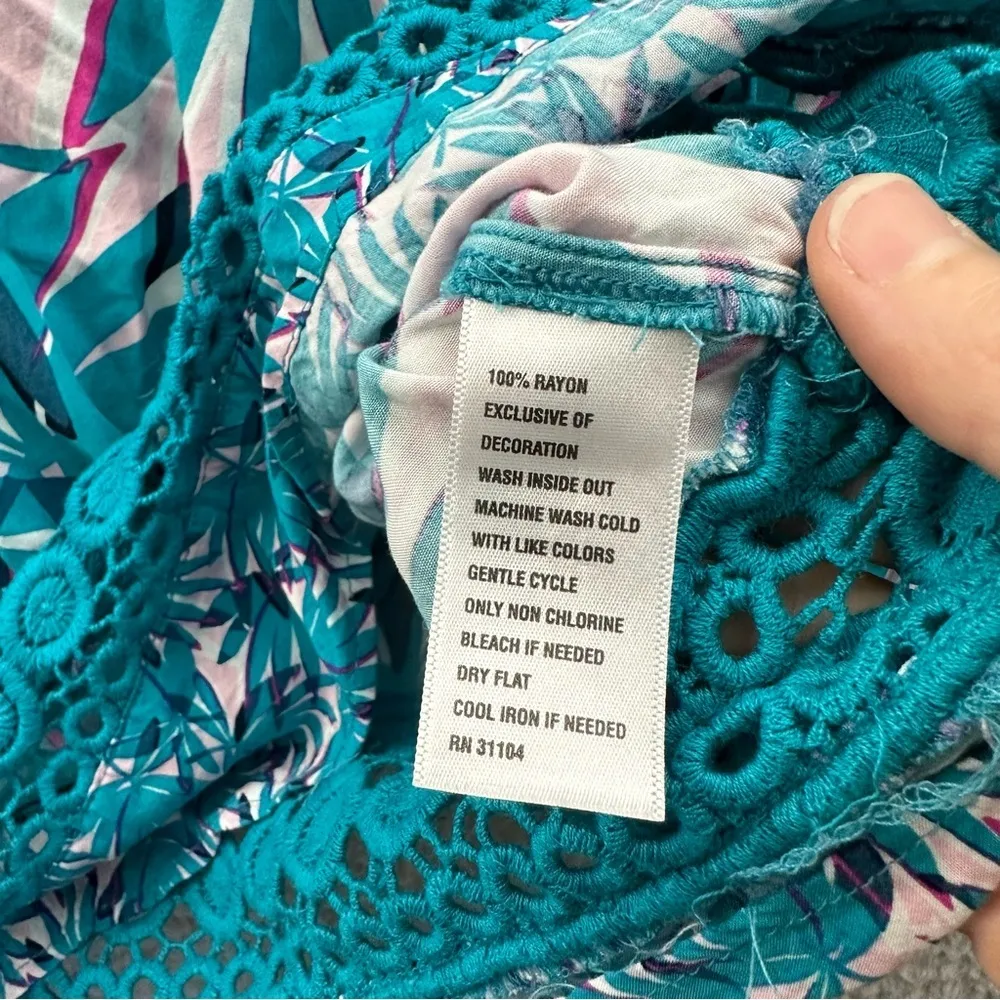 100% RAYON
EXCLUSIVE OF
DECORATION
WASH INSIDE OUT
MACHINE WASH COLD
WITH LIKE COLORS
GENTLE CYCLE
ONLY NON CHLORINE
BLEACH IF NEEDED
DRY FLAT
COOL IRON IF NEEDED
RN 31104